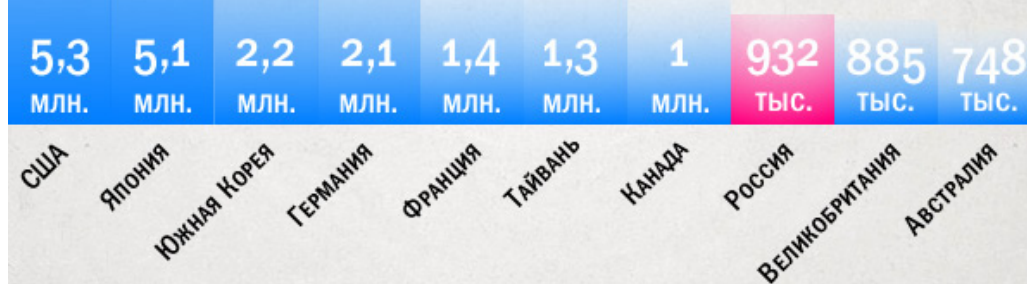 5,3 5,1 2,2 2,1 1,4 1,3 1 932 885 748
МЛН. МЛН. МЛН. МЛН. МЛН. МЛН. МЛН. ТЫС. ТЫС. ТЫС.
США
ЯПОНИЯ
ЮЖНАЯ КОРЕЯ
ГЕРМАНИЯ
ФРАНЦИЯ
ТАЙВАНЬ
КАНАДА
РОССИЯ
ВЕЛИКОБРИТАНИЯ
АВСТРАЛИЯ